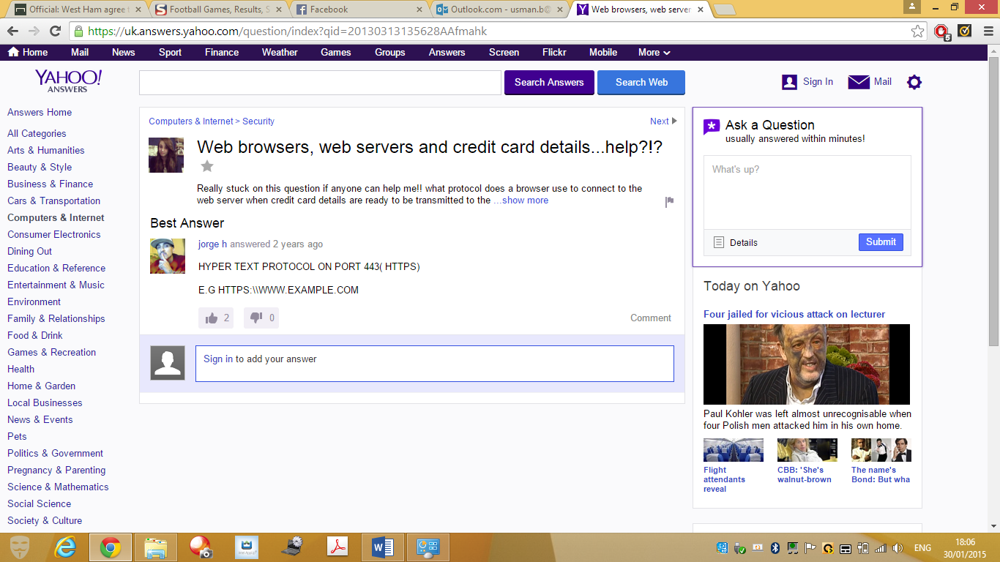 Official: West Ham agree t
Football Games, Results, S
Facebook
Outlook.com - usman.b@
Web browsers, web server
https://uk.answers.yahoo.com/question/index?qid=20130313135628AAfmahk
5
Home Mail News Sport Finance Weather Games Groups Answers Screen Flickr Mobile More
YAHOO!
ANSWERS
Search Answers
Search Web
Sign In
Mail
Answers Home
All Categories
Arts & Humanities
Beauty & Style
Business & Finance
Cars & Transportation
Computers & Internet
Consumer Electronics
Dining Out
Education & Reference
Entertainment & Music
Environment
Family & Relationships
Food & Drink
Games & Recreation
Health
Home & Garden
Local Businesses
News & Events
Pets
Politics & Government
Pregnancy & Parenting
Science & Mathematics
Social Science
Society & Culture
Computers & Internet > Security
Next
Web browsers, web servers and credit card details...help?!?
Really stuck on this question if anyone can help me!! what protocol does a browser use to connect to the
web server when credit card details are ready to be transmitted to the ...show more
Best Answer
jorge h answered 2 years ago
HYPER TEXT PROTOCOL ON PORT 443( HTTPS)
E.G HTTPS:\\WWW.EXAMPLE.COM
2
0
Comment
Sign in to add your answer
Ask a Question
usually answered within minutes!
What's up?
Details
Submit
Today on Yahoo
Four jailed for vicious attack on lecturer
Paul Kohler was left almost unrecognisable when
four Polish men attacked him in his own home.
Flight
attendants
reveal
CBB: 'She's
walnut-brown
The name's
Bond: But wha
ENG
18:06
30/01/2015